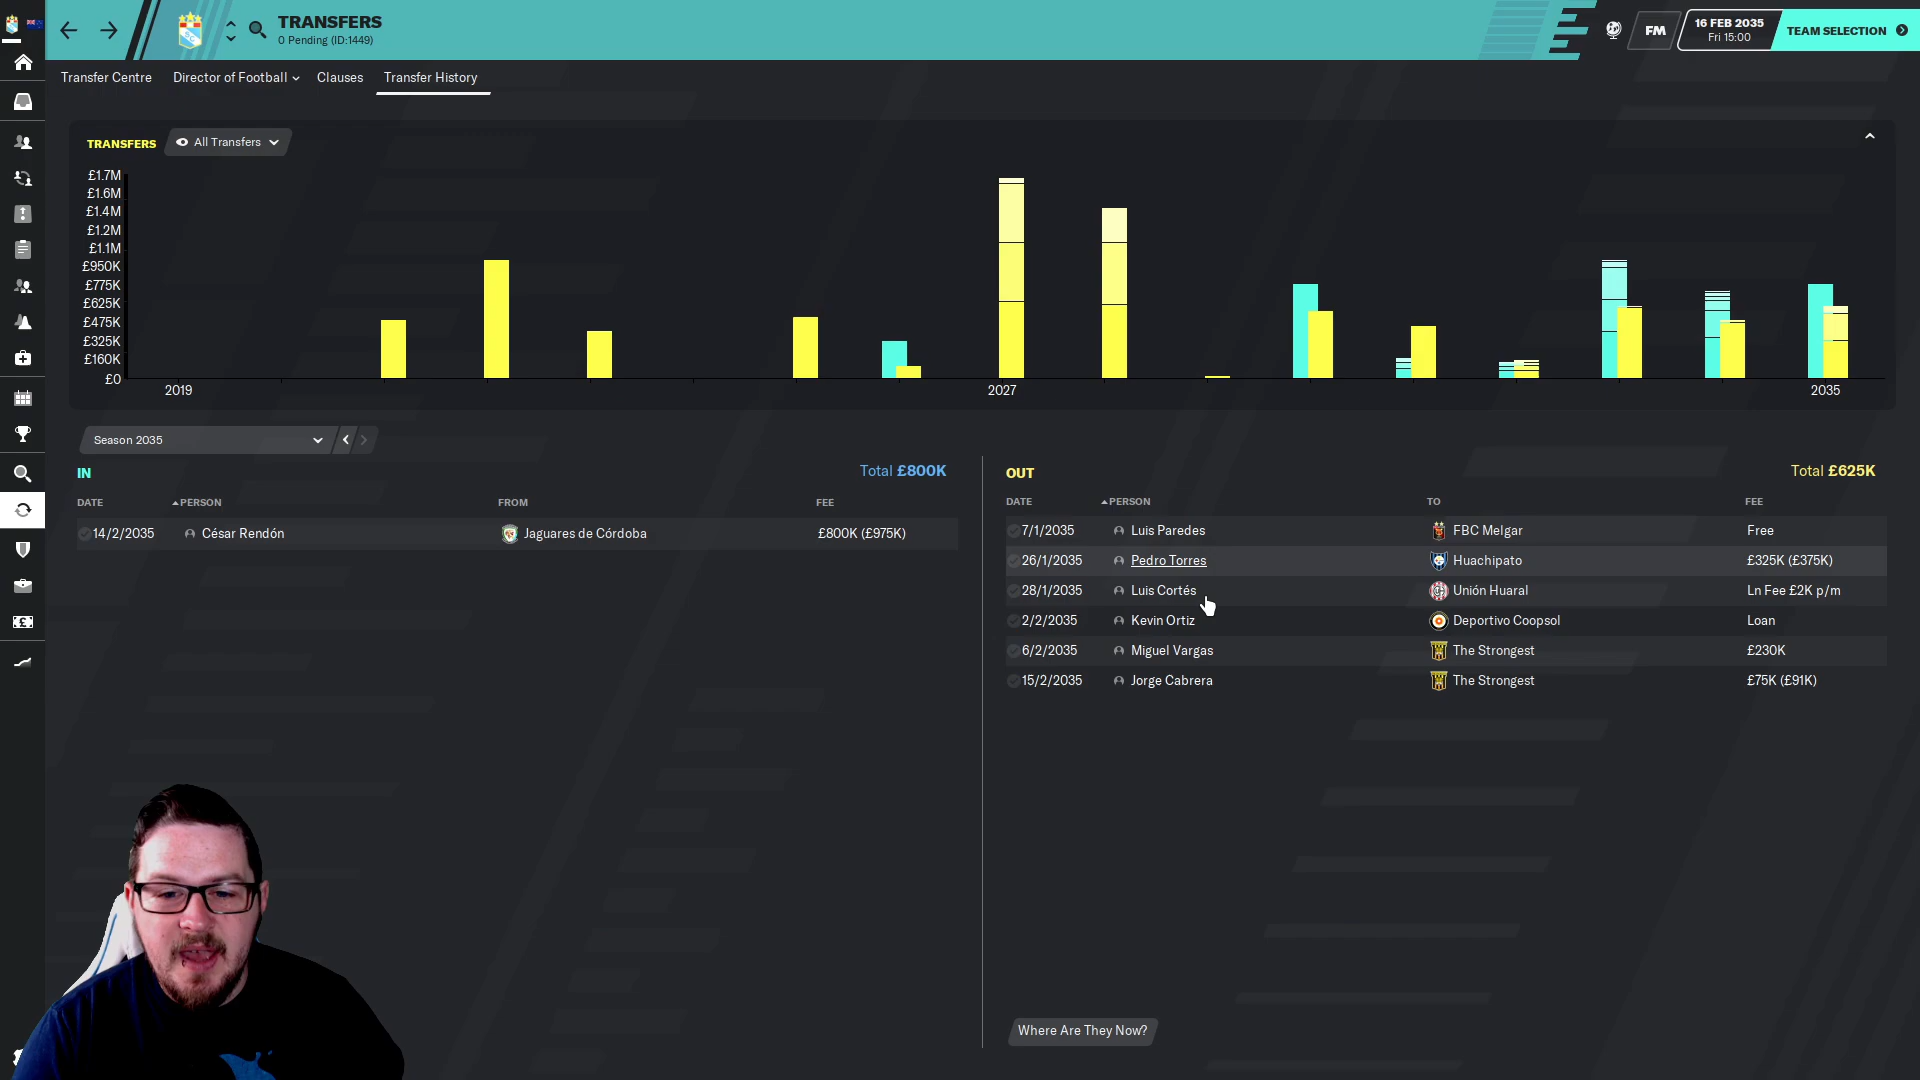 TRANSFERS
0 Pending (ID:1449)
FM
16 FEB 2035
Fri 15:00
TEAM SELECTION
Transfer Centre
Director of Football
Clauses
Transfer History
TRANSFERS
All Transfers
£1.7M
£1.6M
£1.4M
£1.2M
£1.1M
£950K
£775K
£625K
£475K
£325K
£160K
£0
2019
2027
2035
Season 2035
IN
Total £800K
DATE PERSON FROM FEE
14/2/2035 César Rendón Jaguares de Córdoba £800K (£975K)
OUT
Total £625K
DATE PERSON TO FEE
7/1/2035 Luis Paredes FBC Melgar Free
26/1/2035 Pedro Torres Huachipato £325K (£375K)
28/1/2035 Luis Cortés Unión Huaral Ln Fee £2K p/m
2/2/2035 Kevin Ortiz Deportivo Coopsol Loan
6/2/2035 Miguel Vargas The Strongest £230K
15/2/2035 Jorge Cabrera The Strongest £75K (£91K)
Where Are They Now?